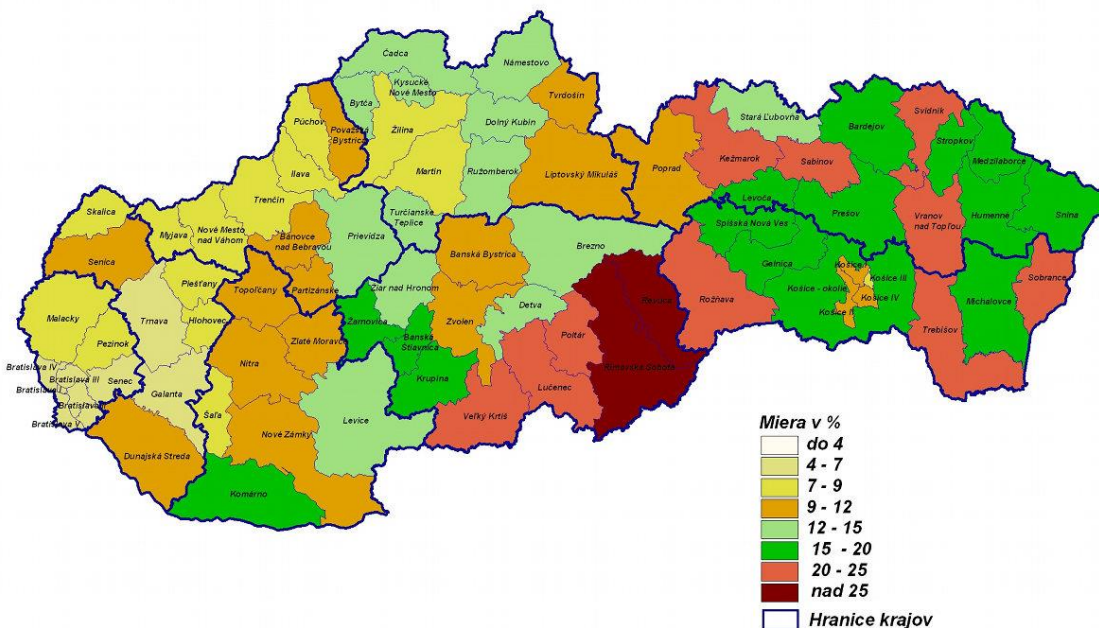 Čadca
Námestovo
Kysucké
Nové Mesto
Bytča
Tvrdošín
Púchov
Považská
Bystrica
Žilina
Dolný Kubín
Stará Ľubovňa
Bardejov
Svidník
Stropkov
Medzilaborce
Ilava
Martin
Ružomberok
Liptovský Mikuláš
Poprad
Kežmarok
Sabinov
Trenčín
Turčianske
Teplice
Levoča
Prešov
Vranov
nad Topľou
Humenné
Snina
Skalica
Myjava
Nové Mesto
nad Váhom
Bánovce
nad Bebravou
Prievidza
Spišská Nová Ves
Brezno
Banská Bystrica
Senica
Gelnica
Košice I
Košice III
Sobrance
Piešťany
Topoľčany
Partizánske
Žiar nad Hronom
Košice - okolie
Košice IV
Košice II
Rožňava
Revúca
Michalovce
Malacky
Trnava
Hlohovec
Detva
Zvolen
Žarnovica
Banská
Štiavnica
Poltár
Trebišov
Pezinok
Zlaté Moravce
Nitra
Rimavská Sobota
Bratislava IV
Bratislava III
Senec
Krupina
Lučenec
Galanta
Bratislava V
Šaľa
Levice
Veľký Krtíš
Dunajská Streda
Nové Zámky
Komárno
Miera v %
do 4
4 - 7
7 - 9
9 - 12
12 - 15
15 - 20
20 - 25
nad 25
Hranice krajov